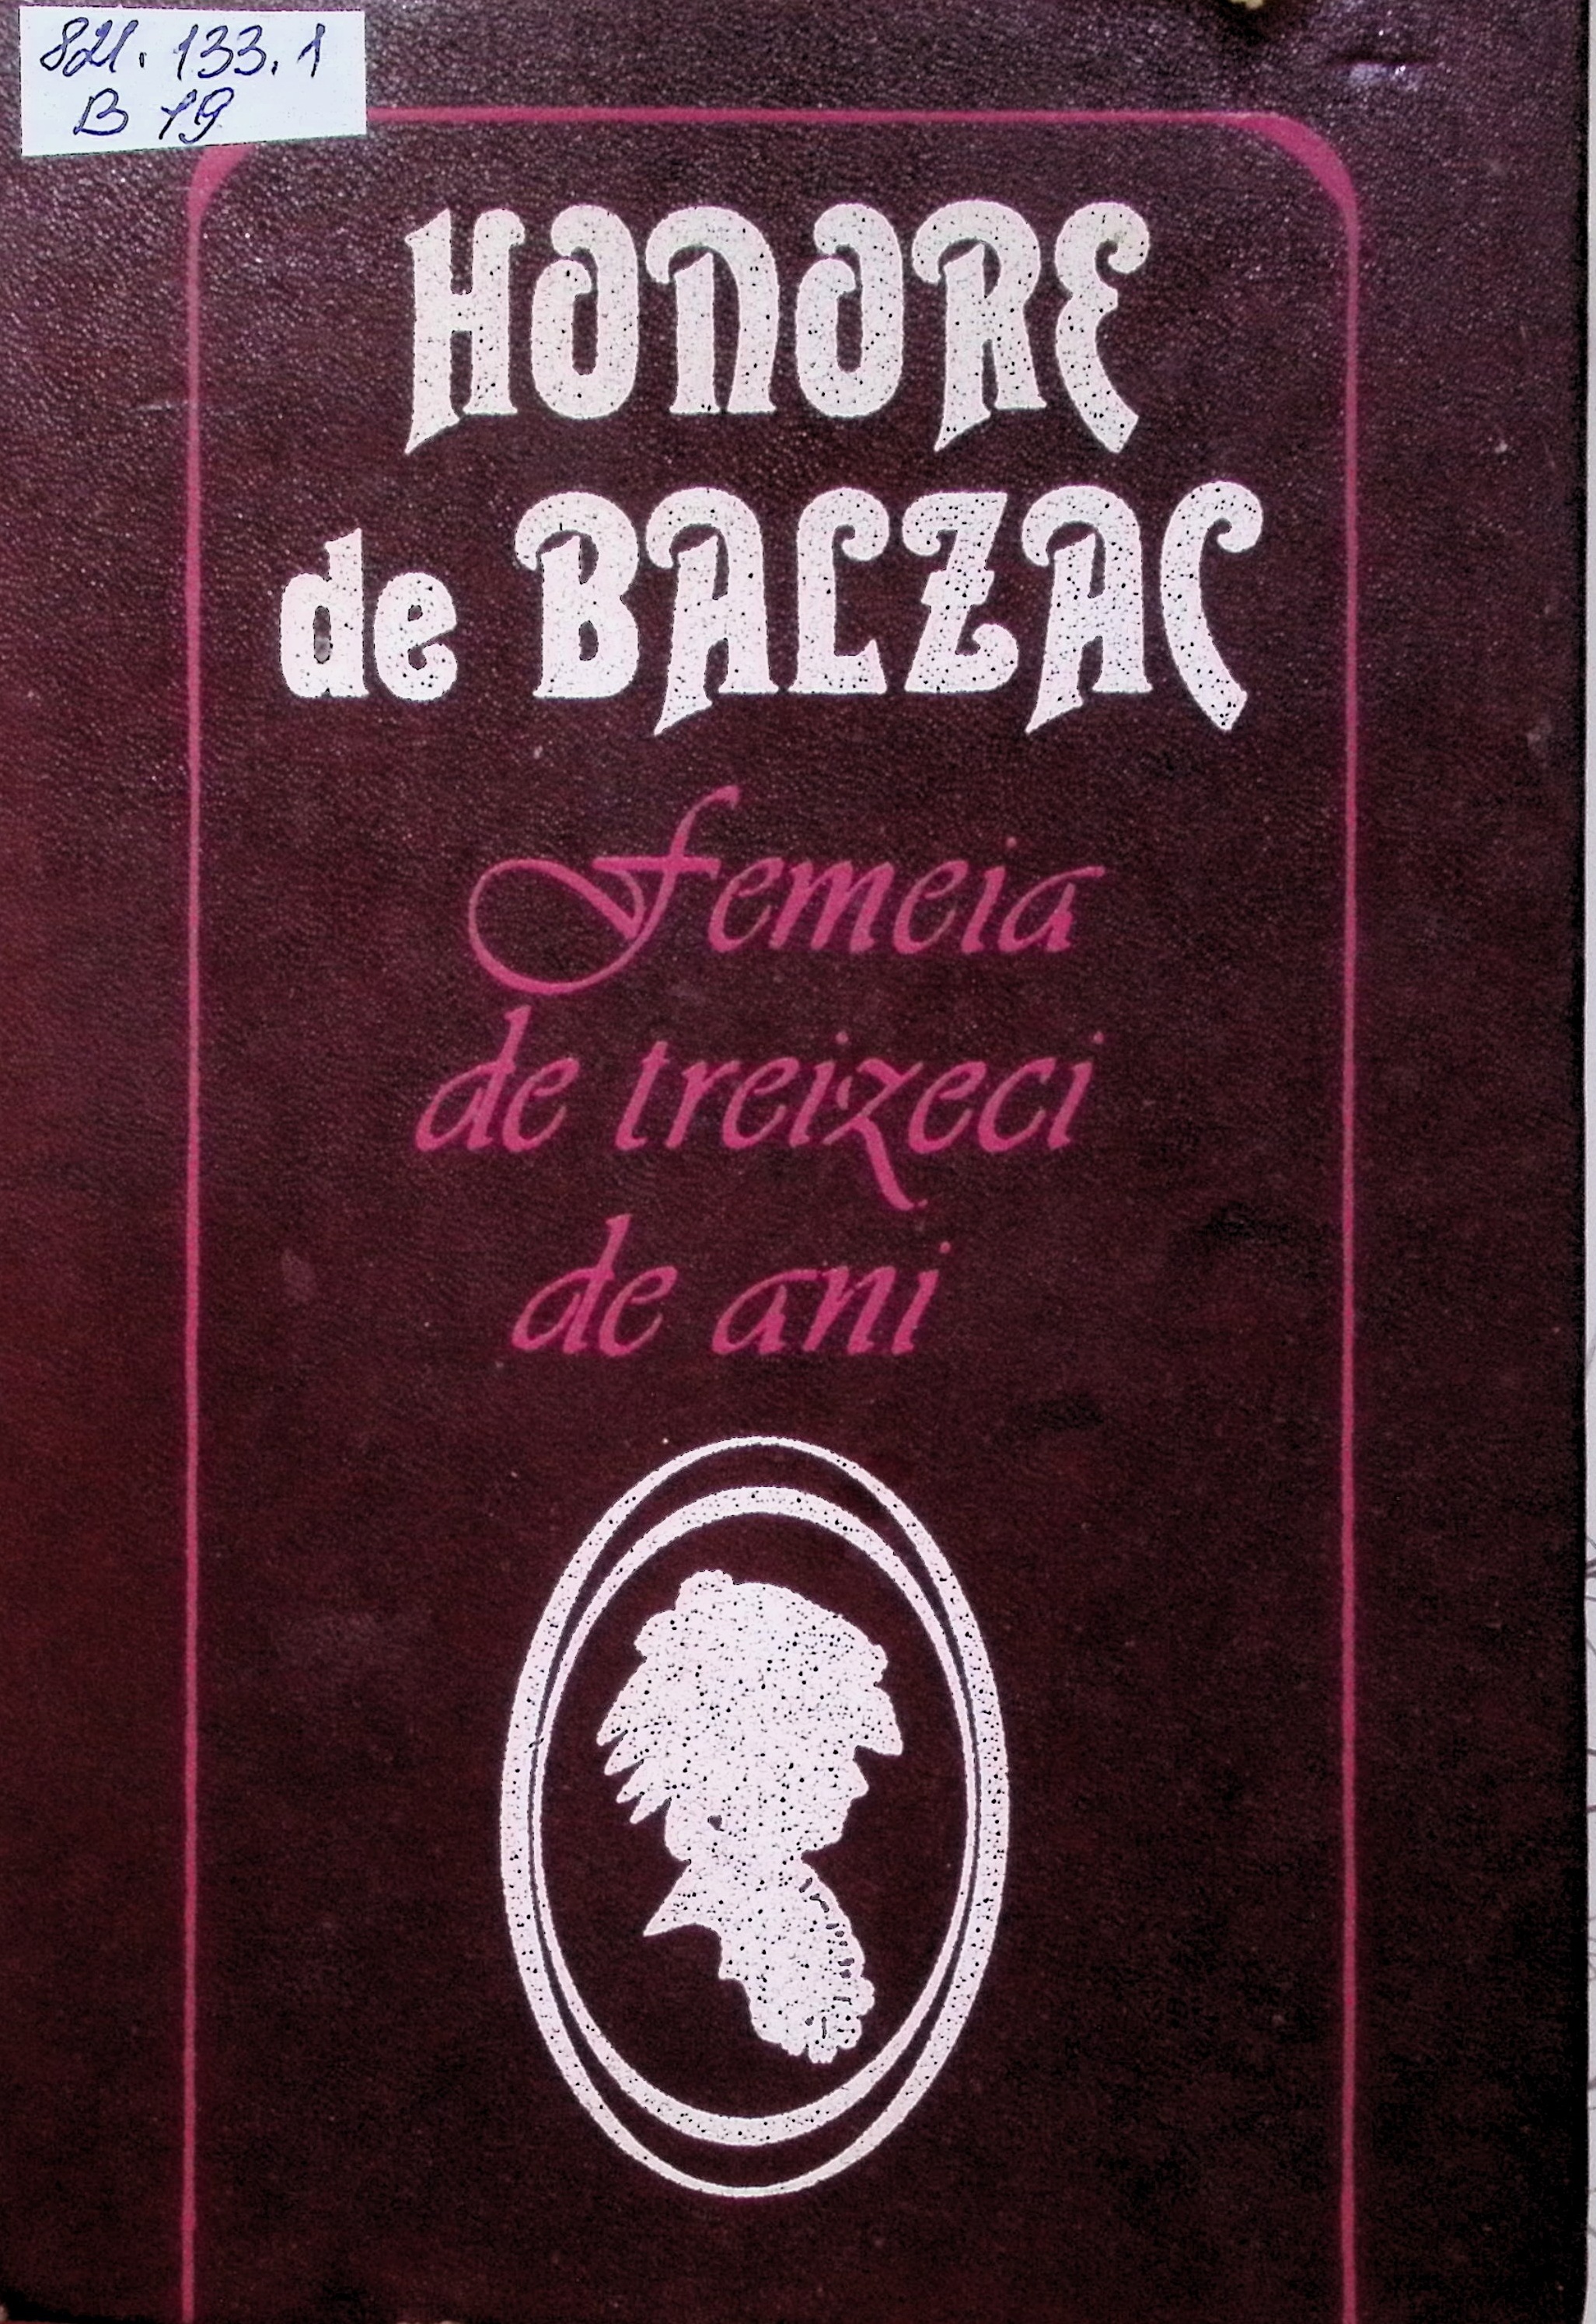 821.133.1
B 19
HONORE
de BALZAC
Femeia
de treizeci
de ani